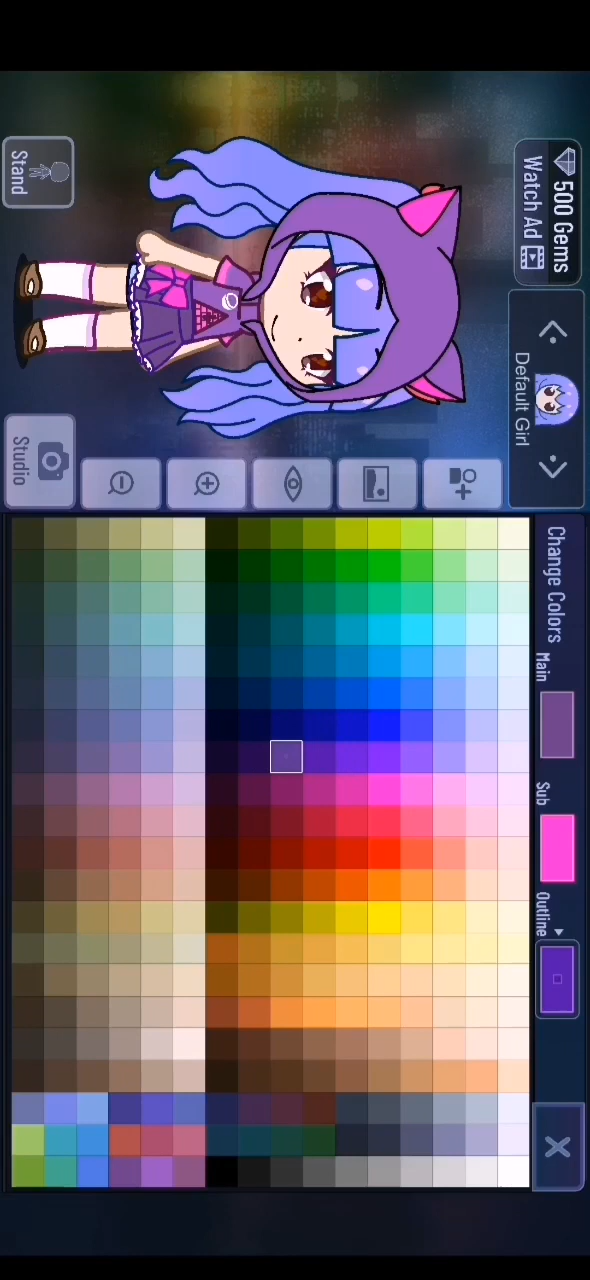 500 Gems
Watch Ad
Default Girl
Stand
Studio
Change Colors
Main
Sub
Outline
X